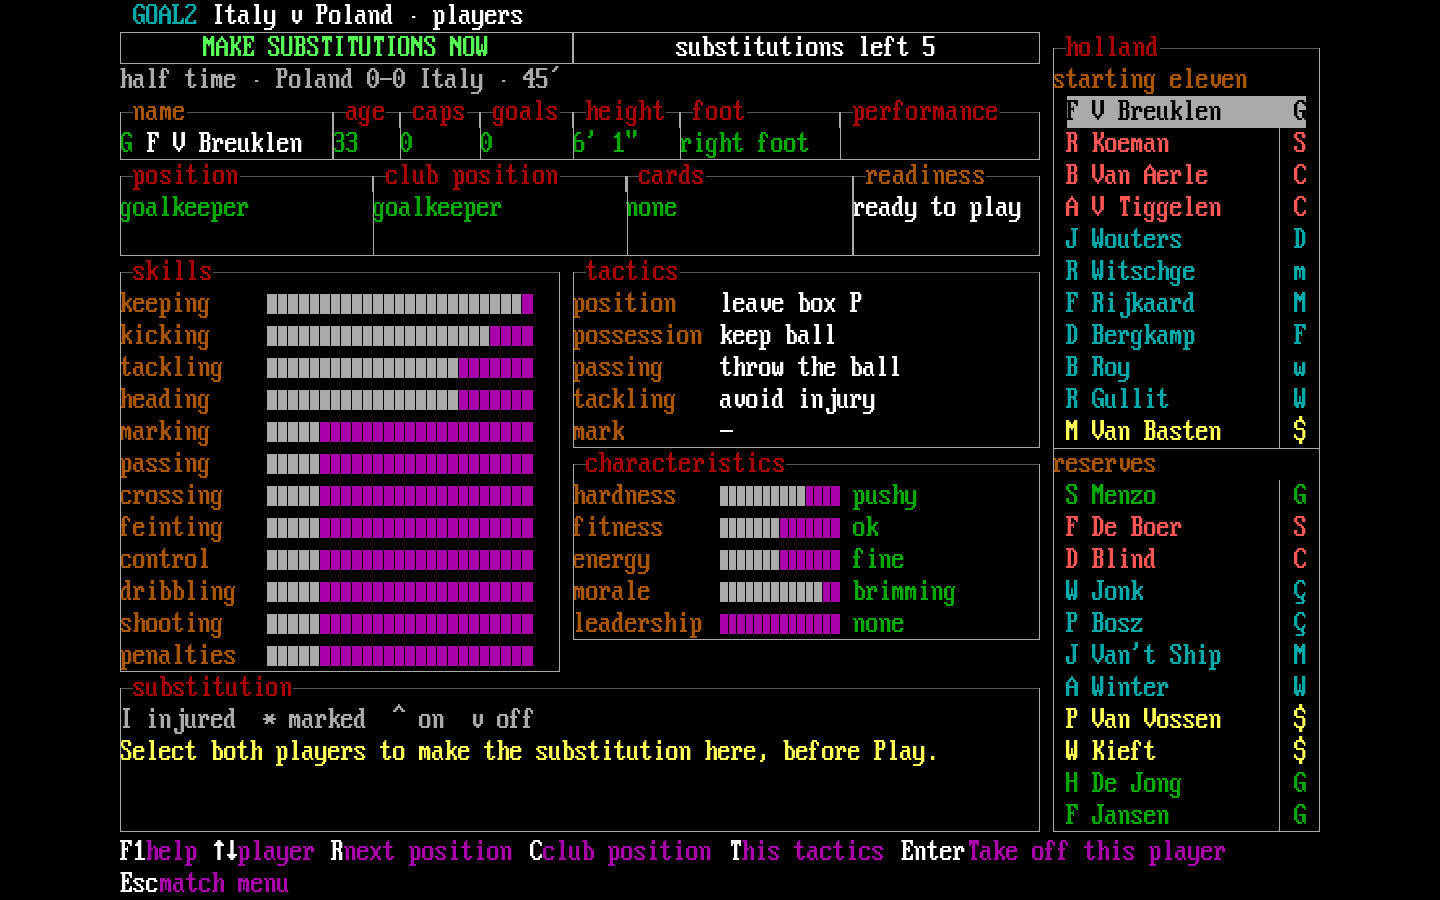 GOAL2 Italy v Poland · players
MAKE SUBSTITUTIONS NOW substitutions left 5
half time · Poland 0-0 Italy · 45′
name age caps goals height foot performance
G F V Breuklen 33 0 0 6' 1" right foot
position club position cards readiness
goalkeeper goalkeeper none ready to play
skills
keeping
kicking
tackling
heading
marking
passing
crossing
feinting
control
dribbling
shooting
penalties
tactics
position leave box P
possession keep ball
passing throw the ball
tackling avoid injury
mark –
characteristics
hardness pushy
fitness ok
energy fine
morale brimming
leadership none
substitution
I injured * marked ^ on v off
Select both players to make the substitution here, before Play.
holland
starting eleven
F V Breuklen G
R Koeman S
B Van Aerle C
A V Tiggelen C
J Wouters D
R Witschge m
F Rijkaard M
D Bergkamp F
B Roy w
R Gullit W
M Van Basten $
reserves
S Menzo G
F De Boer S
D Blind C
W Jonk Ç
P Bosz Ç
J Van't Ship M
A Winter W
P Van Vossen $
W Kieft $
H De Jong G
F Jansen G
F1help ↑↓player Rnext position Cclub position This tactics EnterTake off this player
Escmatch menu